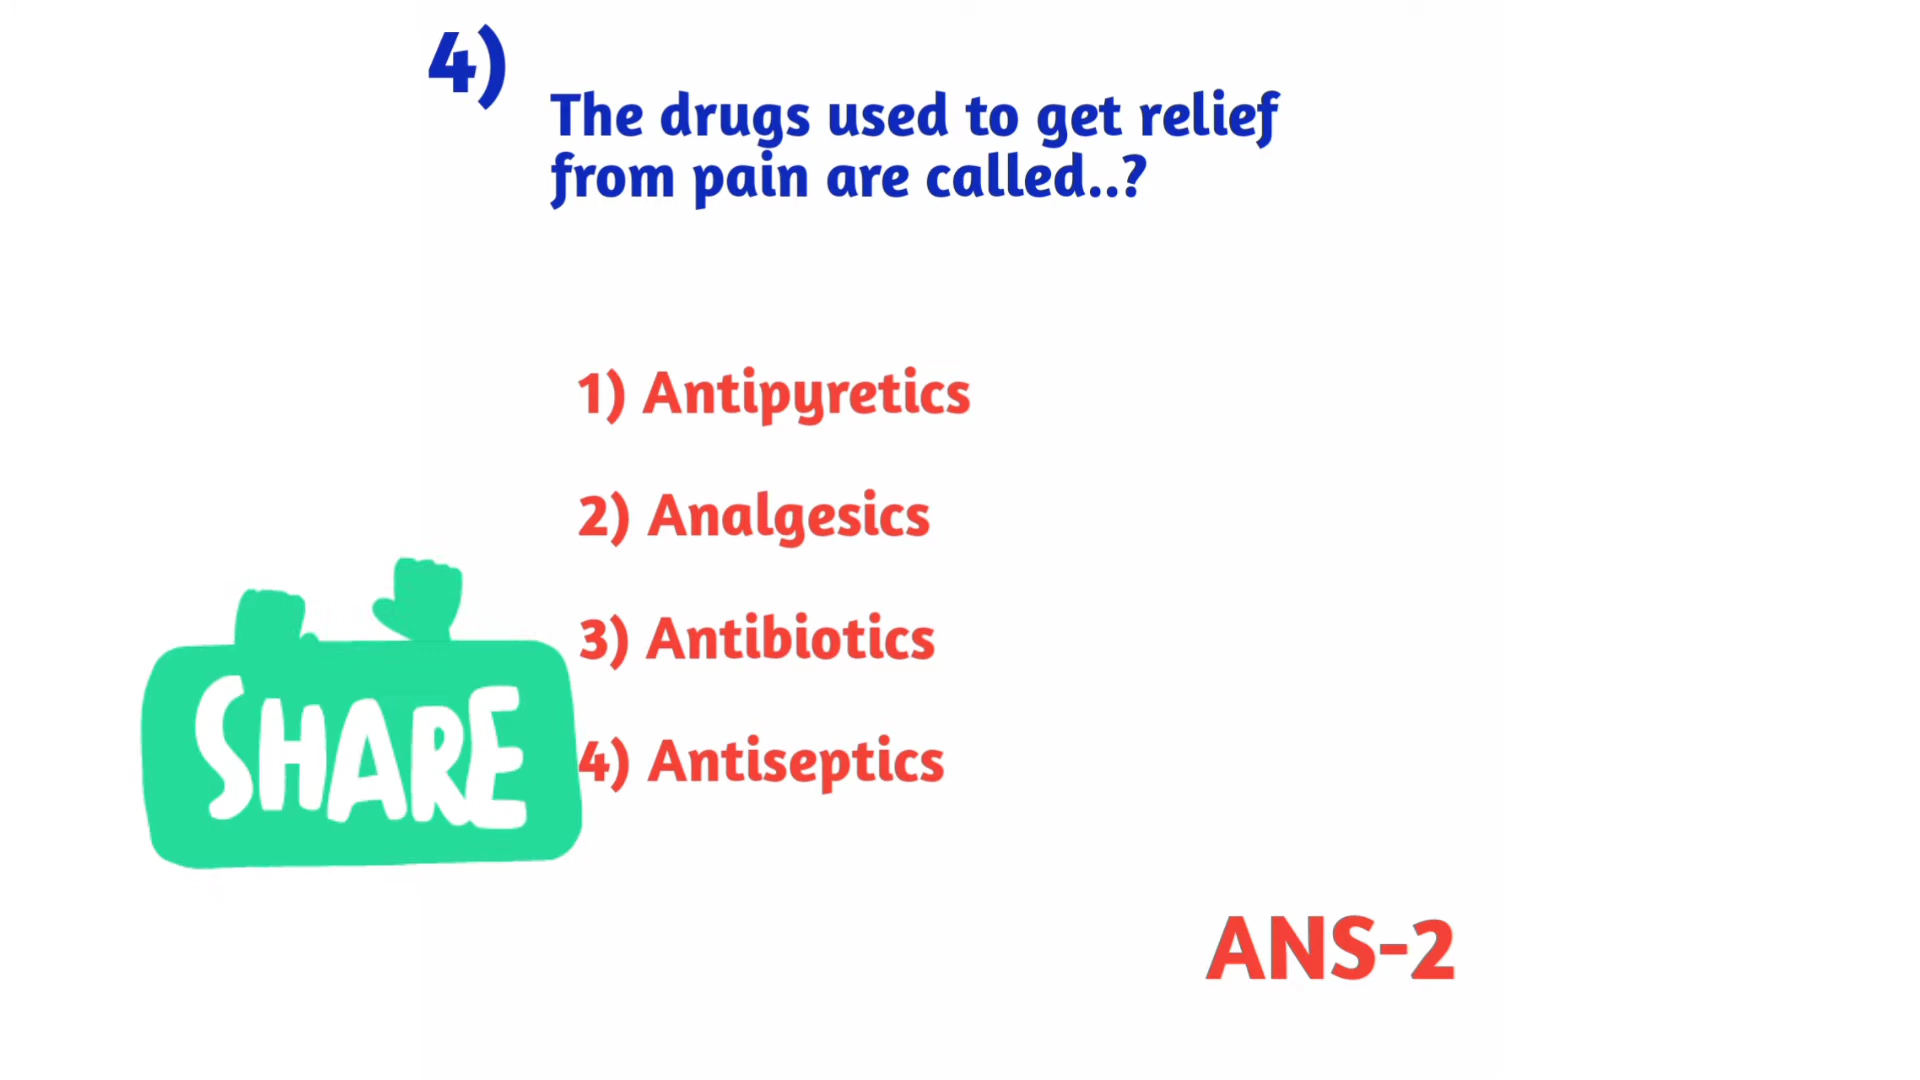 4)
The drugs used to get relief
from pain are called..?
1) Antipyretics
2) Analgesics
3) Antibiotics
4) Antiseptics
SHARE
ANS-2